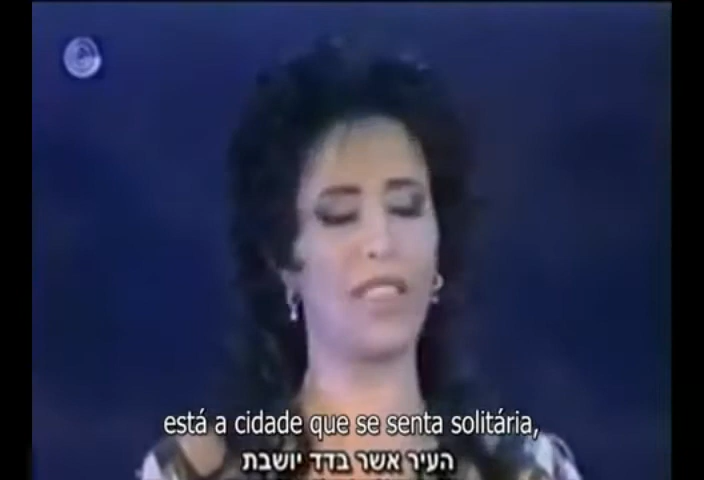 está a cidade que se senta solitária,
העיר אשר בדד יושבת